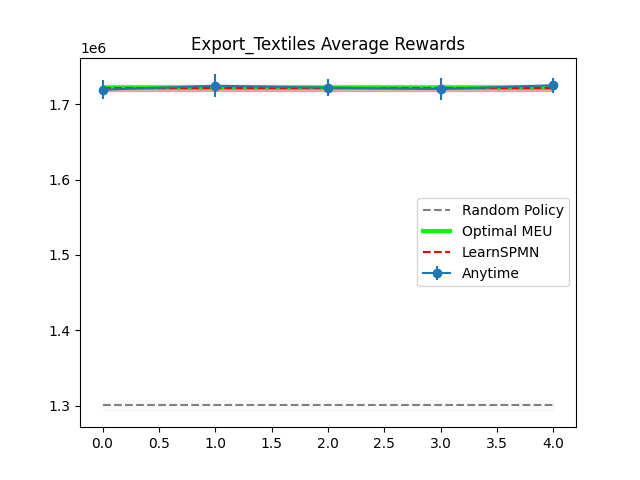 Export_Textiles Average Rewards
1e6
1.7
1.6
1.5
1.4
1.3
Random Policy
Optimal MEU
LearnSPMN
Anytime
0.0 0.5 1.0 1.5 2.0 2.5 3.0 3.5 4.0